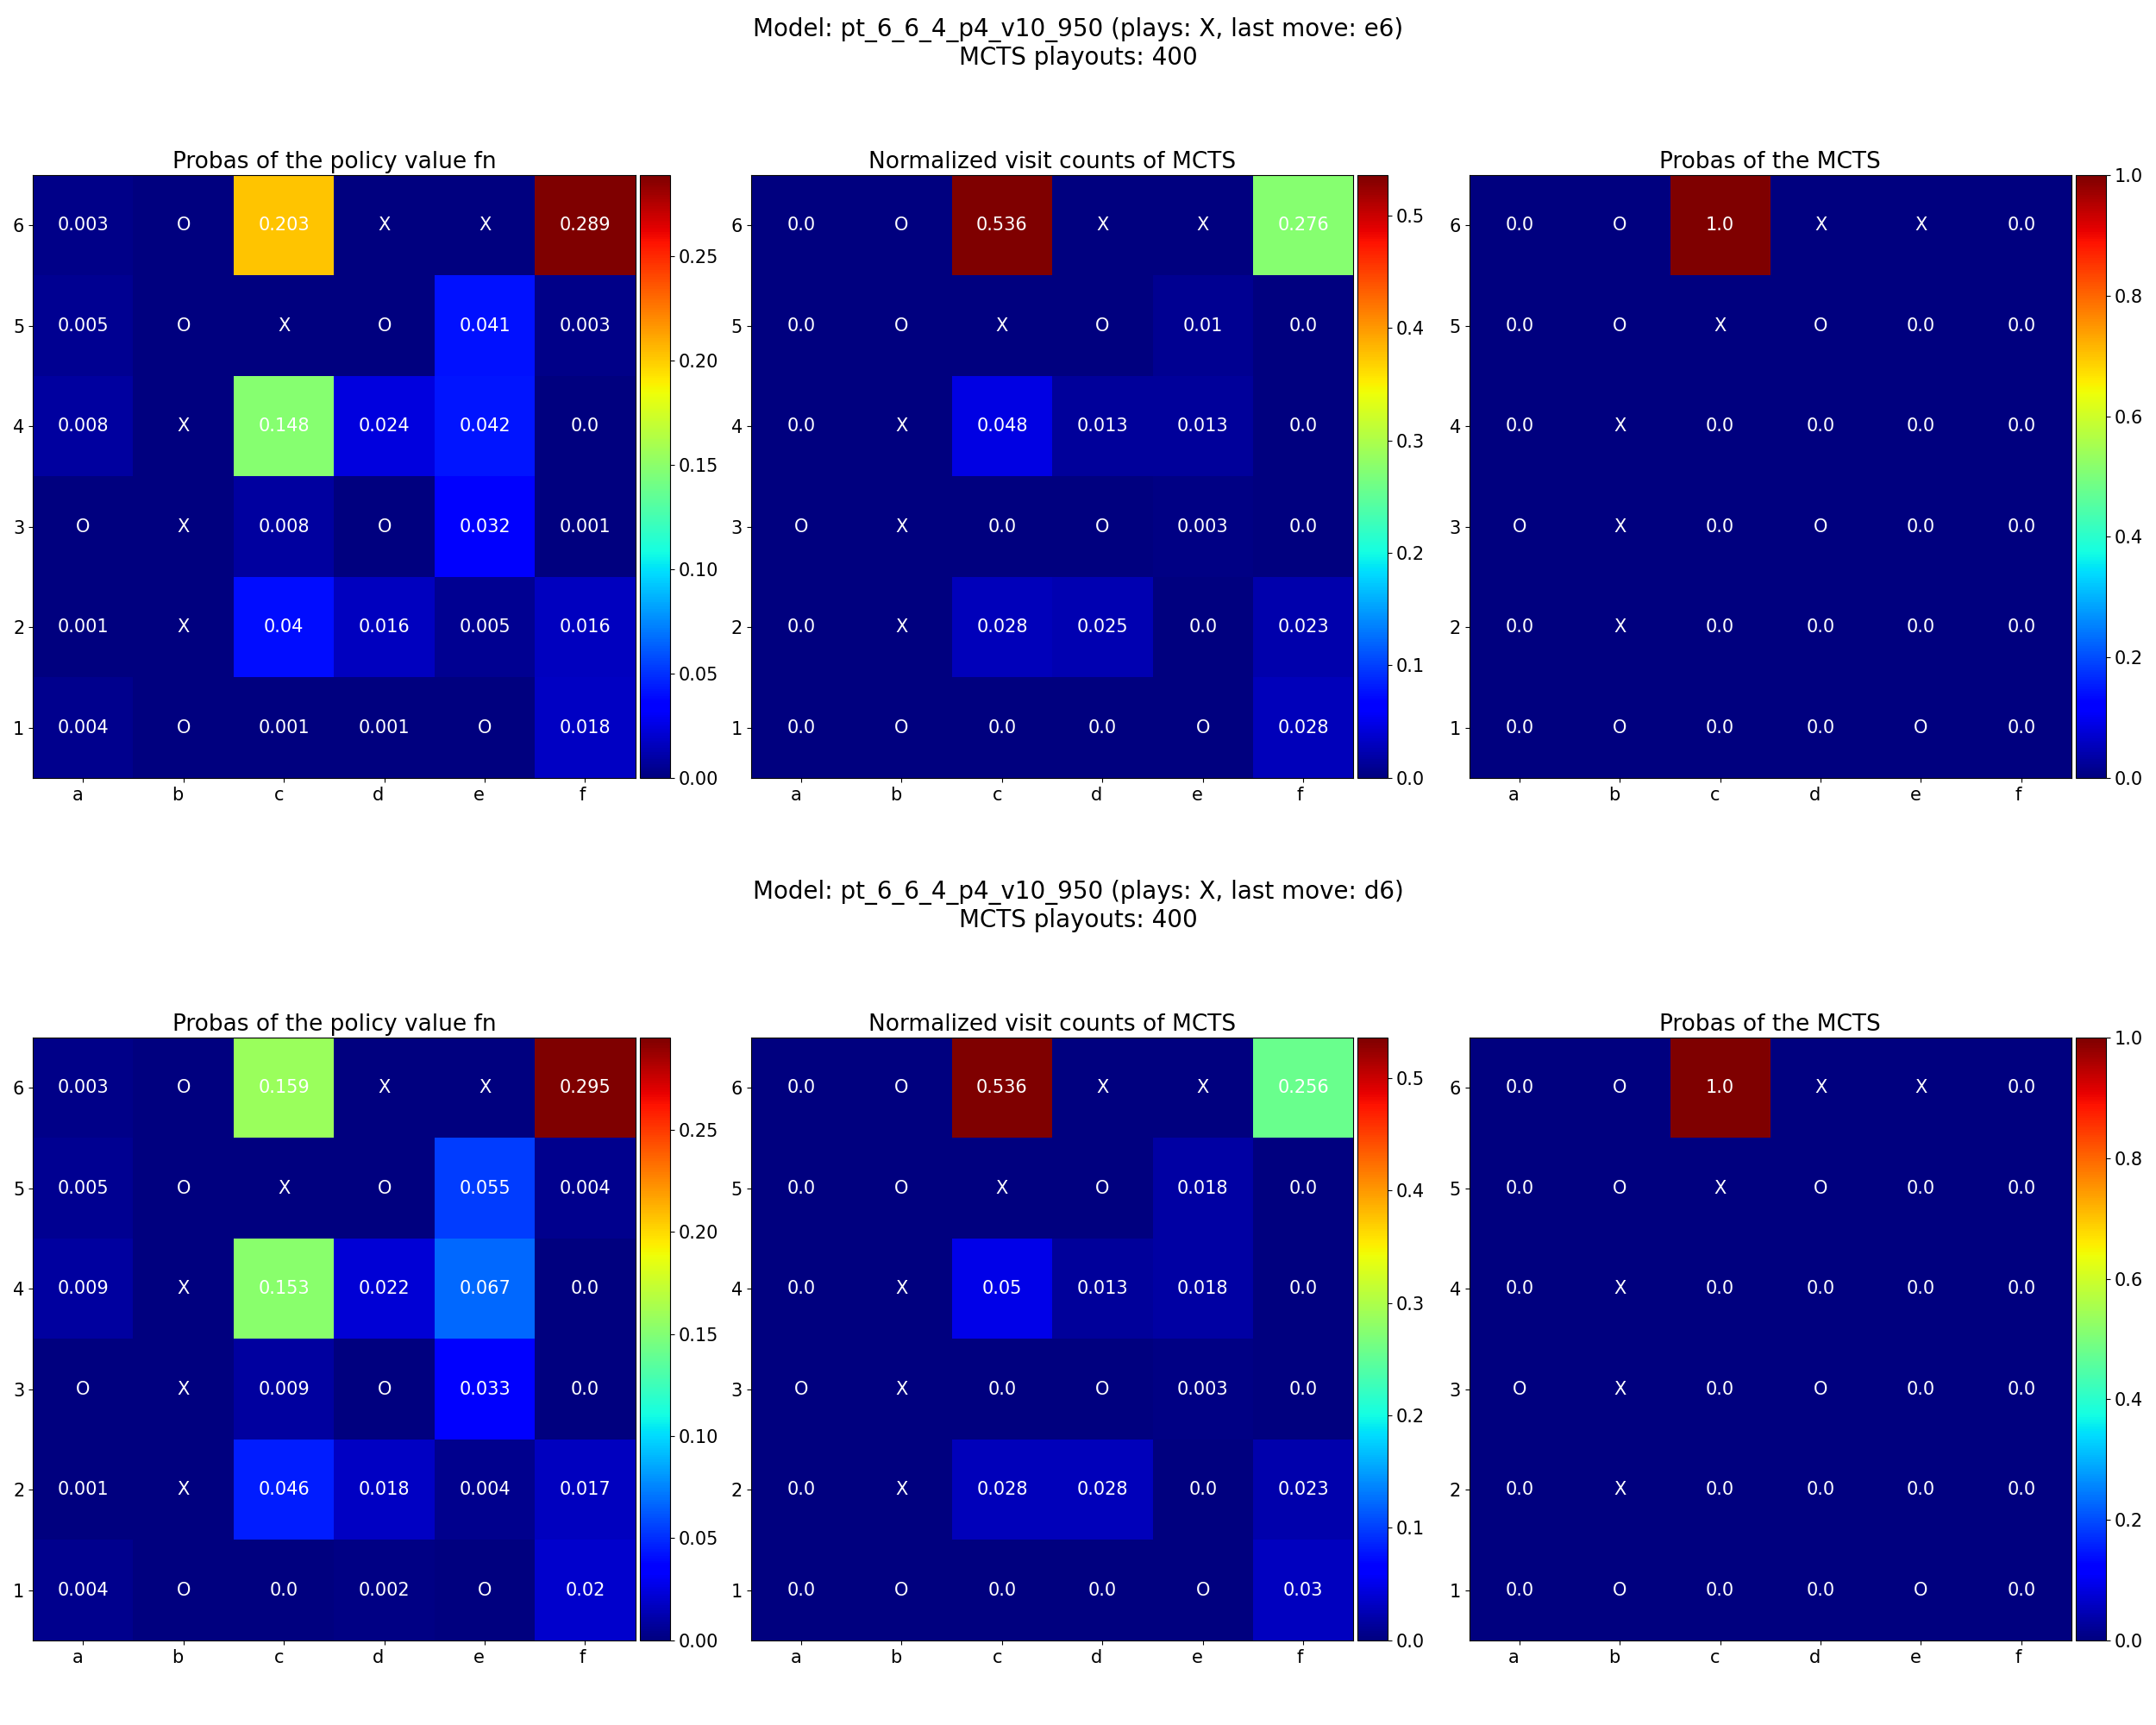 Model: pt_6_6_4_p4_v10_950 (plays: X, last move: e6)
MCTS playouts: 400
Probas of the policy value fn
6 0.003 O 0.203 X X 0.289
5 0.005 O X O 0.041 0.003
4 0.008 X 0.148 0.024 0.042 0.0
3 O X 0.008 O 0.032 0.001
2 0.001 X 0.04 0.016 0.005 0.016
1 0.004 O 0.001 0.001 O 0.018
a b c d e f
0.25
0.20
0.15
0.10
0.05
0.00
Normalized visit counts of MCTS
6 0.0 O 0.536 X X 0.276
5 0.0 O X O 0.01 0.0
4 0.0 X 0.048 0.013 0.013 0.0
3 O X 0.0 O 0.003 0.0
2 0.0 X 0.028 0.025 0.0 0.023
1 0.0 O 0.0 0.0 O 0.028
a b c d e f
0.5
0.4
0.3
0.2
0.1
0.0
Probas of the MCTS
6 0.0 O 1.0 X X 0.0
5 0.0 O X O 0.0 0.0
4 0.0 X 0.0 0.0 0.0 0.0
3 O X 0.0 O 0.0 0.0
2 0.0 X 0.0 0.0 0.0 0.0
1 0.0 O 0.0 0.0 O 0.0
a b c d e f
1.0
0.8
0.6
0.4
0.2
0.0
Model: pt_6_6_4_p4_v10_950 (plays: X, last move: d6)
MCTS playouts: 400
Probas of the policy value fn
6 0.003 O 0.159 X X 0.295
5 0.005 O X O 0.055 0.004
4 0.009 X 0.153 0.022 0.067 0.0
3 O X 0.009 O 0.033 0.0
2 0.001 X 0.046 0.018 0.004 0.017
1 0.004 O 0.0 0.002 O 0.02
a b c d e f
0.25
0.20
0.15
0.10
0.05
0.00
Normalized visit counts of MCTS
6 0.0 O 0.536 X X 0.256
5 0.0 O X O 0.018 0.0
4 0.0 X 0.05 0.013 0.018 0.0
3 O X 0.0 O 0.003 0.0
2 0.0 X 0.028 0.028 0.0 0.023
1 0.0 O 0.0 0.0 O 0.03
a b c d e f
0.5
0.4
0.3
0.2
0.1
0.0
Probas of the MCTS
6 0.0 O 1.0 X X 0.0
5 0.0 O X O 0.0 0.0
4 0.0 X 0.0 0.0 0.0 0.0
3 O X 0.0 O 0.0 0.0
2 0.0 X 0.0 0.0 0.0 0.0
1 0.0 O 0.0 0.0 O 0.0
a b c d e f
1.0
0.8
0.6
0.4
0.2
0.0